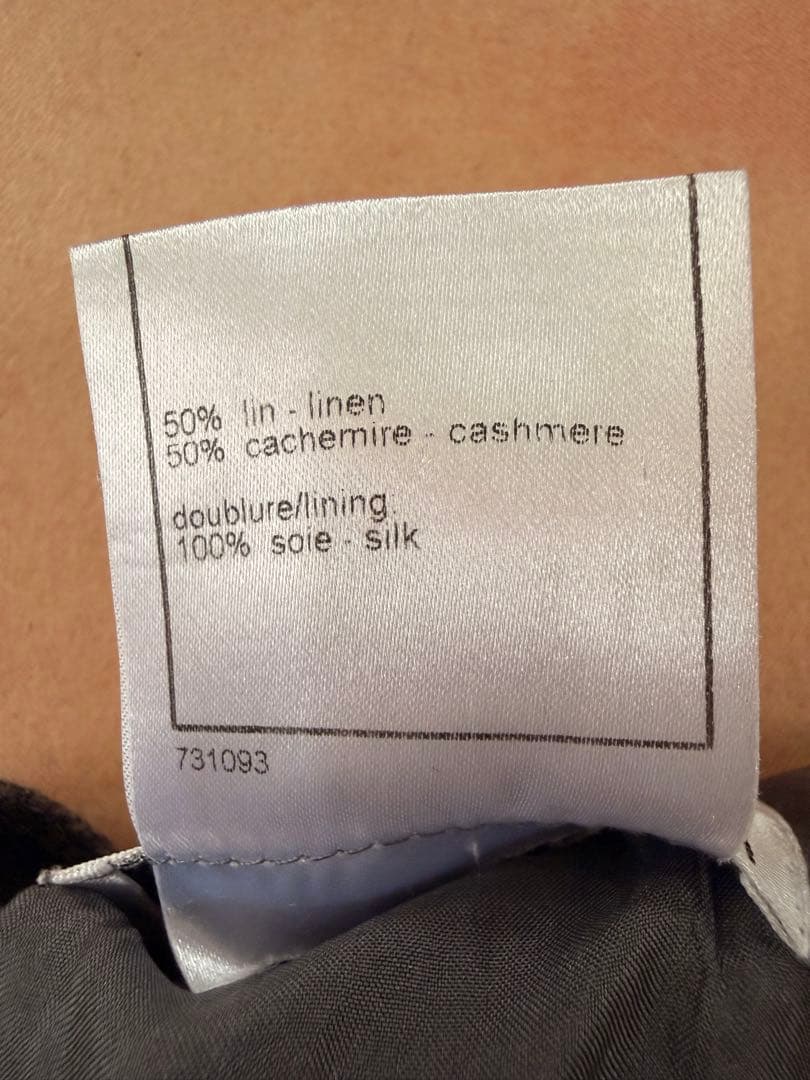 50% lin - linen
50% cachemire - cashmere
doublure/lining:
100% soie - silk
731093